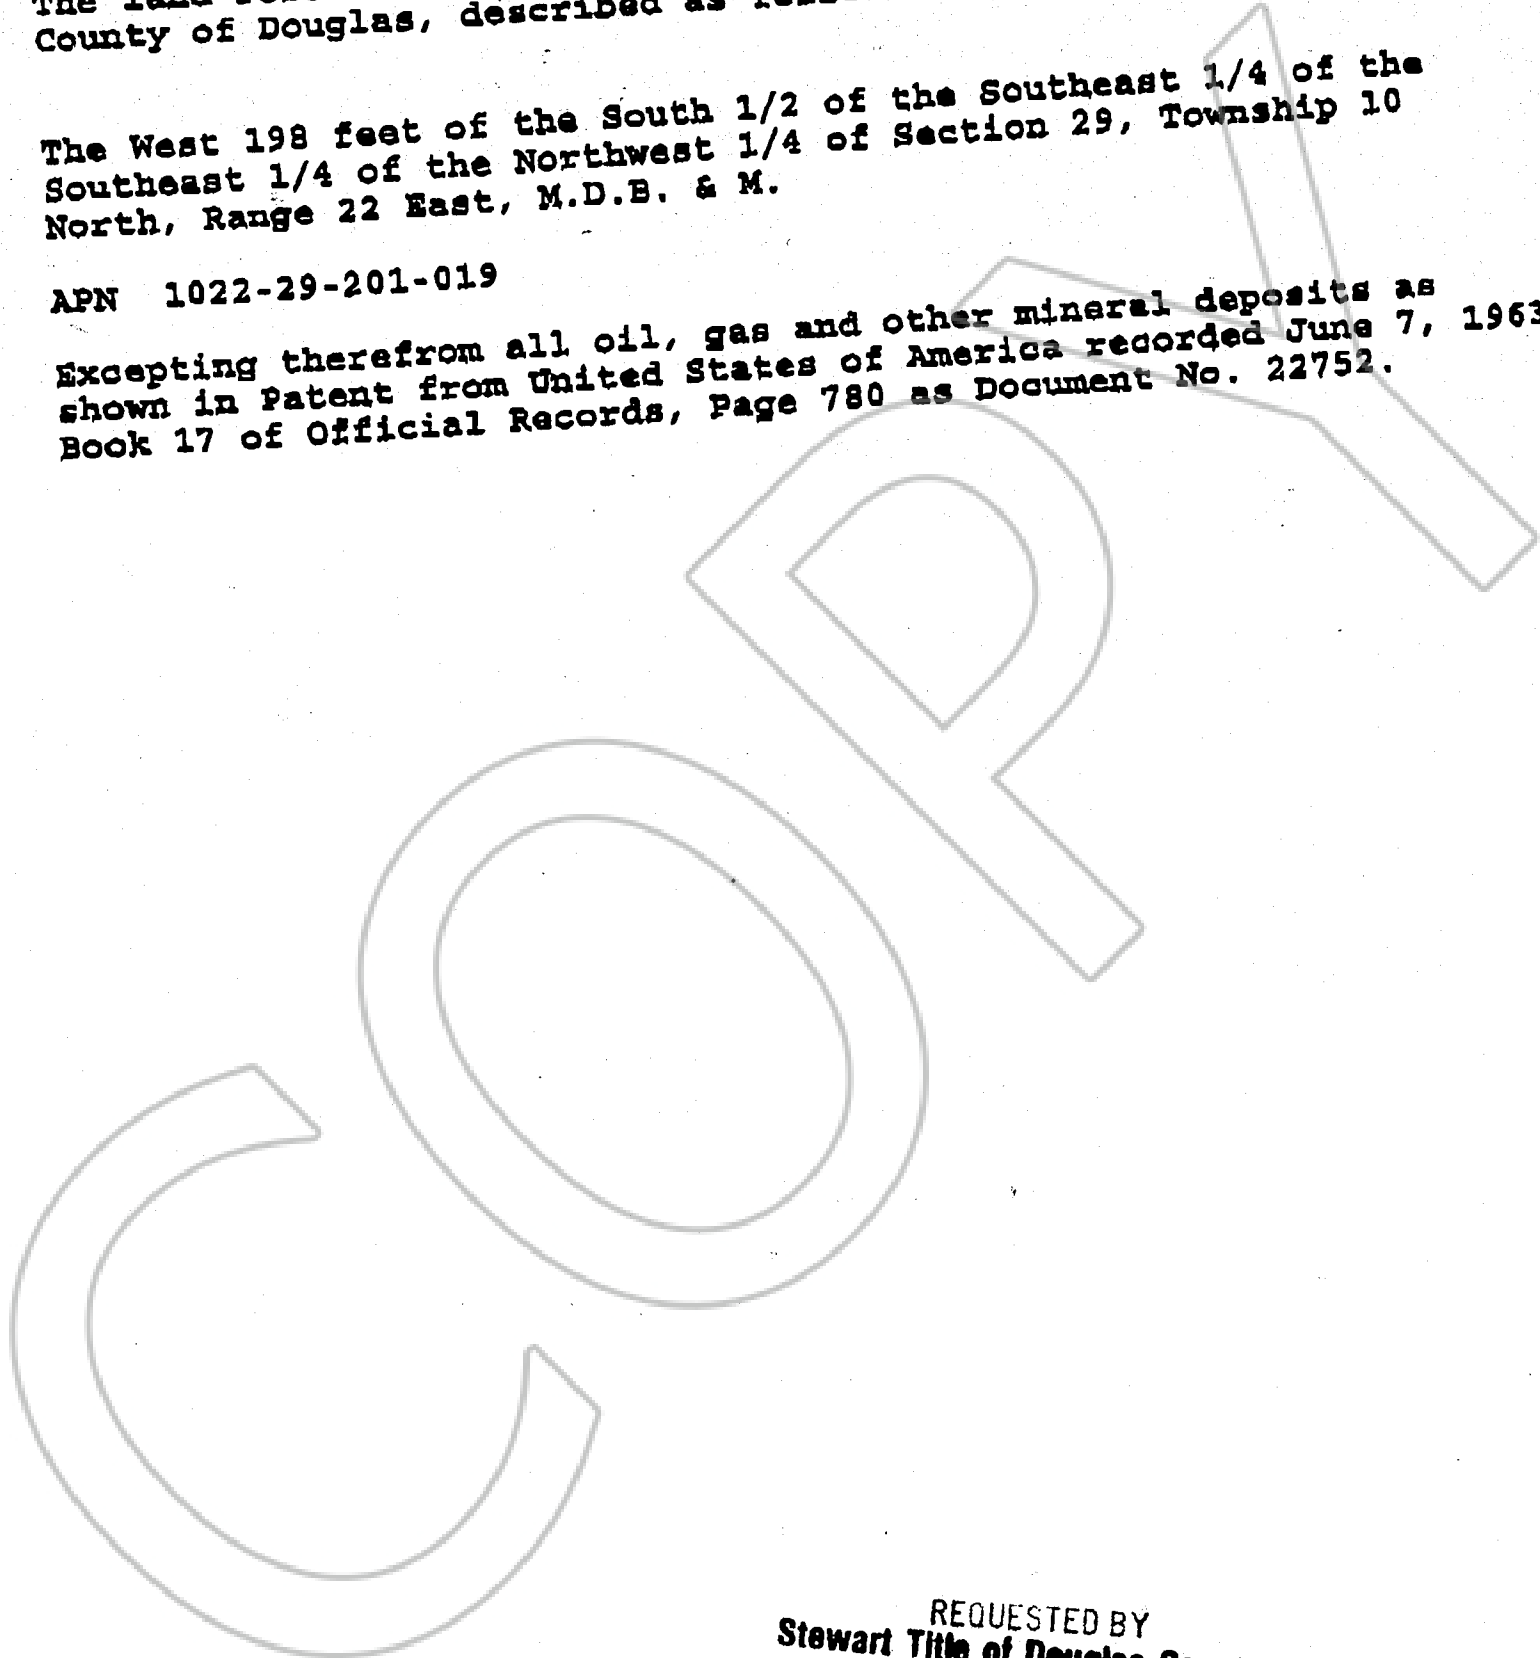 The
County of Douglas, described as
The West 198 feet of the South 1/2 of the Southeast 1/4 of the
Southeast 1/4 of the Northwest 1/4 of Section 29, Township 10
North, Range 22 East, M.D.B. & M.
APN 1022-29-201-019
Excepting therefrom all oil, gas and other mineral deposits as
shown in Patent from United States of America recorded June 7, 1963
Book 17 of Official Records, Page 780 as Document No. 22752.
COPY
REQUESTED BY
Stewart Title of Douglas